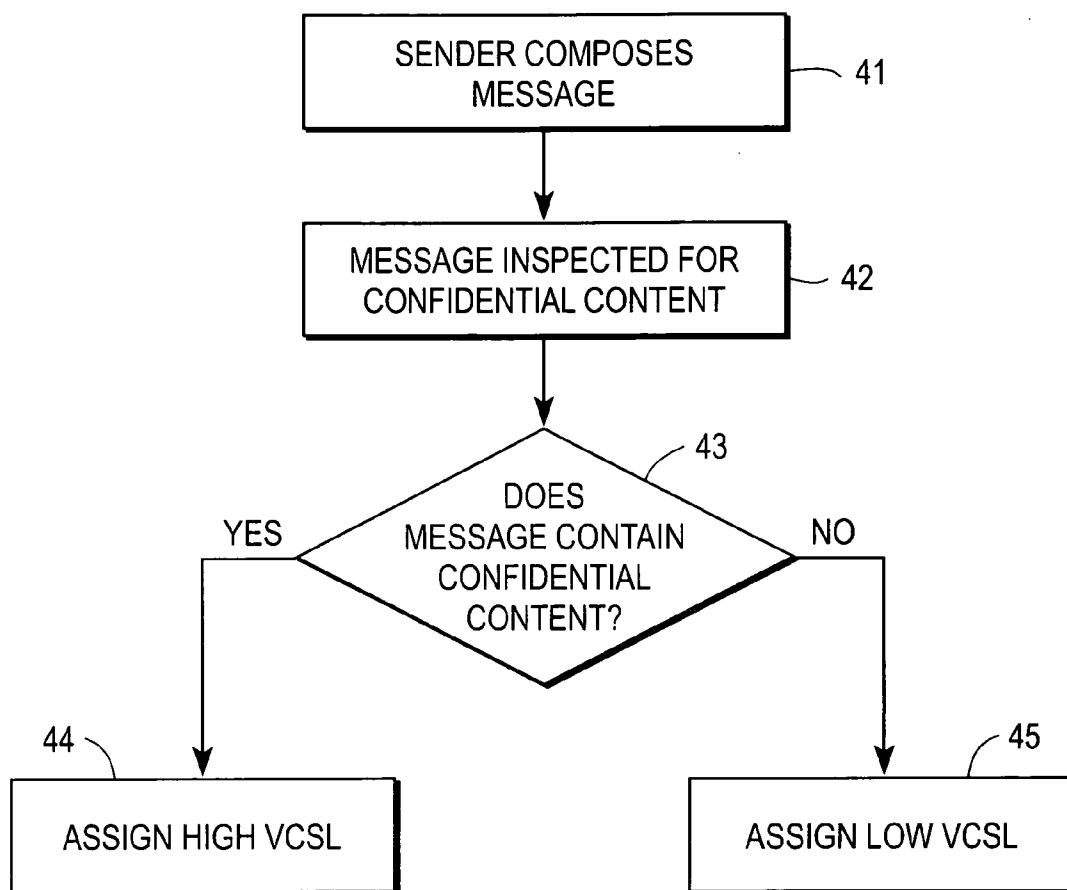 SENDER COMPOSES
MESSAGE
41
MESSAGE INSPECTED FOR
CONFIDENTIAL CONTENT
42
43
DOES
MESSAGE CONTAIN
CONFIDENTIAL
CONTENT?
YES
NO
44
ASSIGN HIGH VCSL
45
ASSIGN LOW VCSL